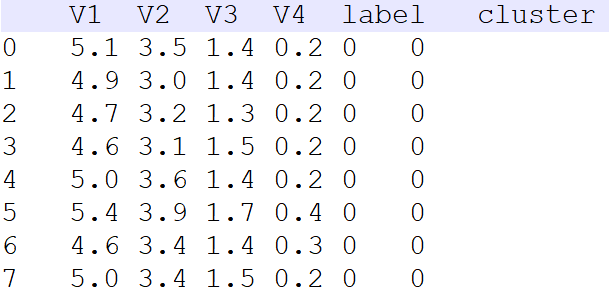 V1 V2 V3 V4 label cluster
0 5.1 3.5 1.4 0.2 0 0
1 4.9 3.0 1.4 0.2 0 0
2 4.7 3.2 1.3 0.2 0 0
3 4.6 3.1 1.5 0.2 0 0
4 5.0 3.6 1.4 0.2 0 0
5 5.4 3.9 1.7 0.4 0 0
6 4.6 3.4 1.4 0.3 0 0
7 5.0 3.4 1.5 0.2 0 0